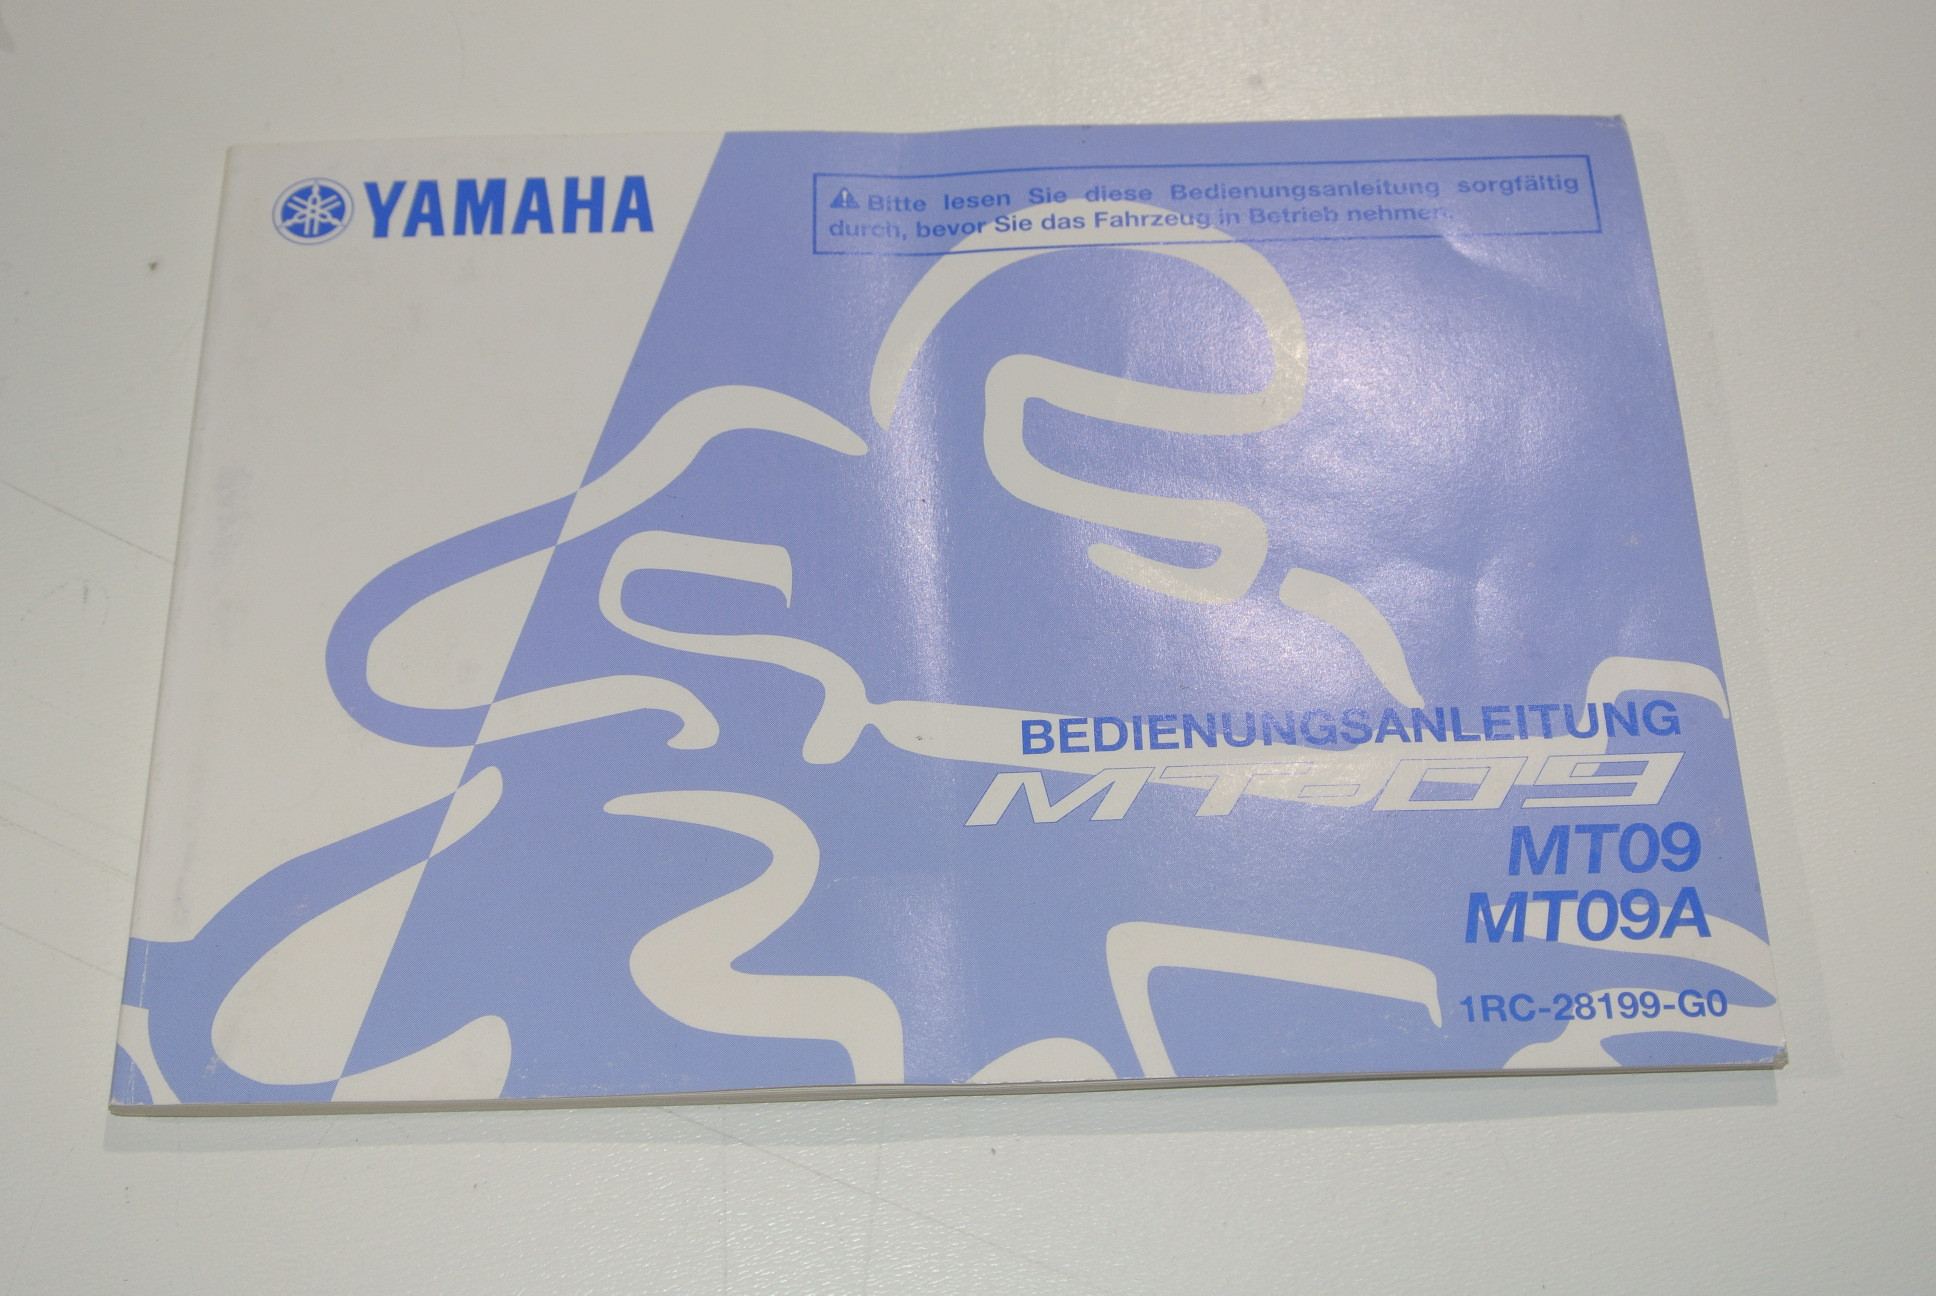 YAMAHA
Bitte lesen Sie diese Bedienungsanleitung sorgfältig
durch, bevor Sie das Fahrzeug in Betrieb nehmen.
BEDIENUNGSANLEITUNG
MT-09
MT09
MT09A
1RC-28199-G0